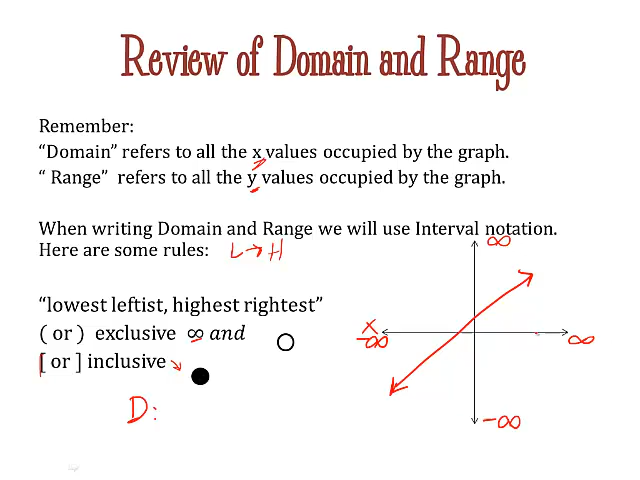 Review of Domain and Range
Remember:
“Domain” refers to all the x values occupied by the graph.
“ Range” refers to all the y values occupied by the graph.
When writing Domain and Range we will use Interval notation.
Here are some rules: L→H
∞
“lowest leftist, highest rightest”
( or ) exclusive ∞ and
x
-∞ ∞
[ or ] inclusive
D:
-∞